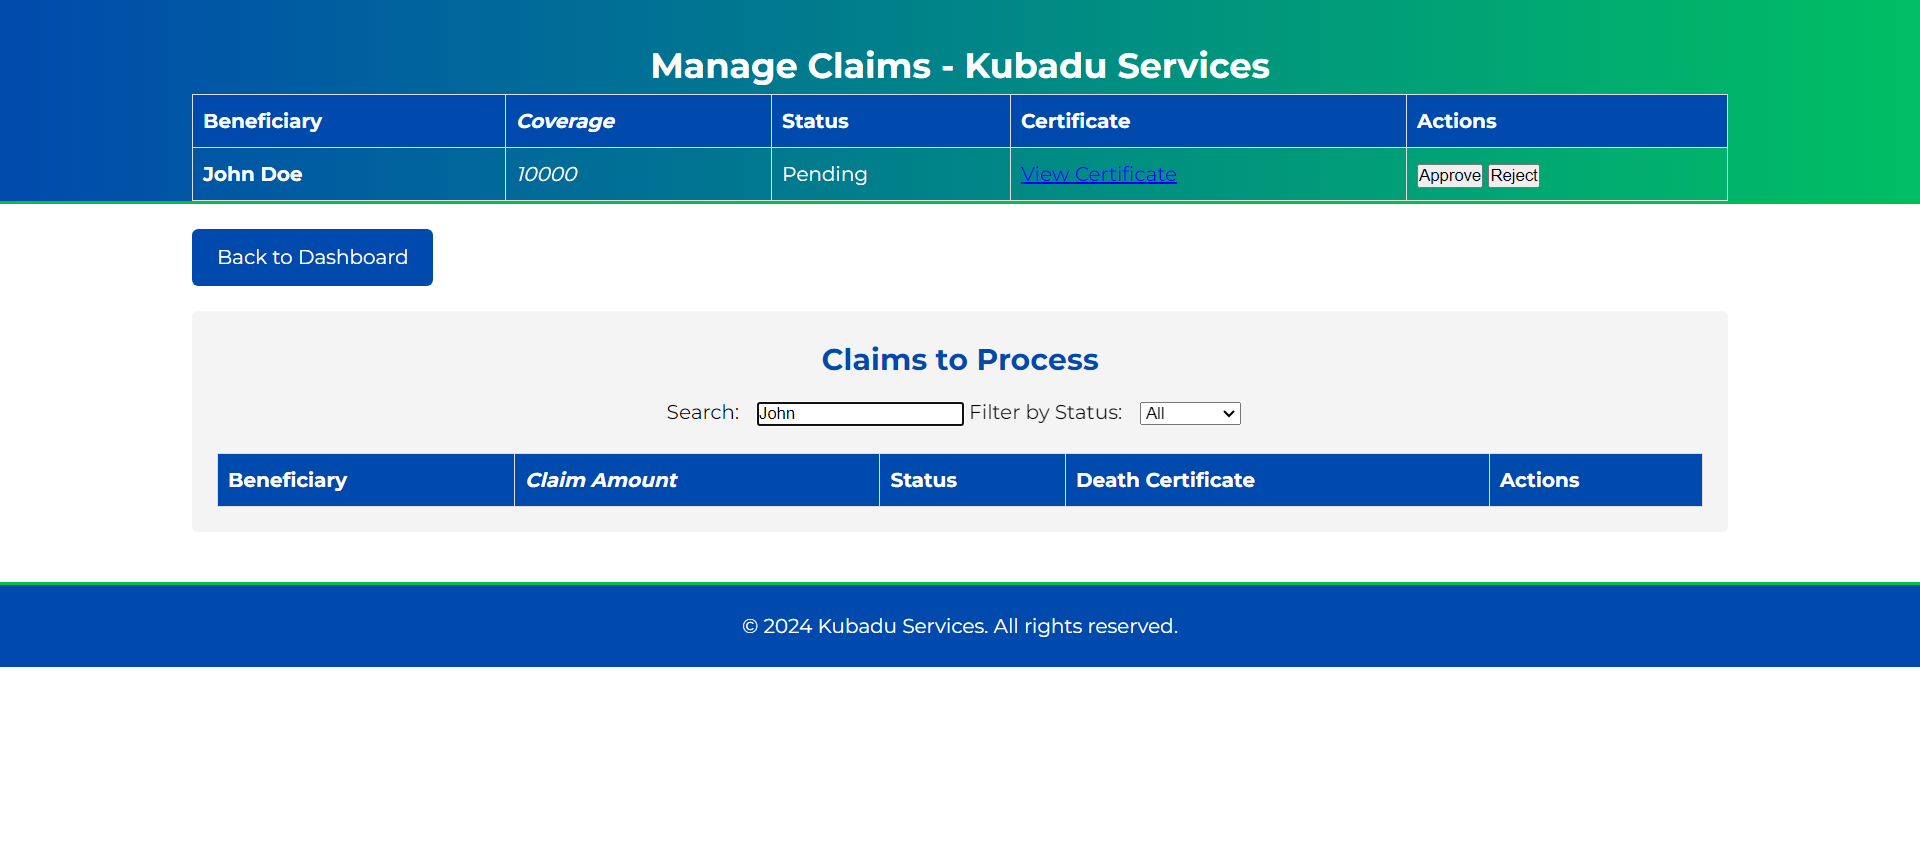 Manage Claims - Kubadu Services
Beneficiary Coverage Status Certificate Actions
John Doe 10000 Pending View Certificate Approve Reject
Back to Dashboard
Claims to Process
Search: John Filter by Status: All
Beneficiary Claim Amount Status Death Certificate Actions
© 2024 Kubadu Services. All rights reserved.